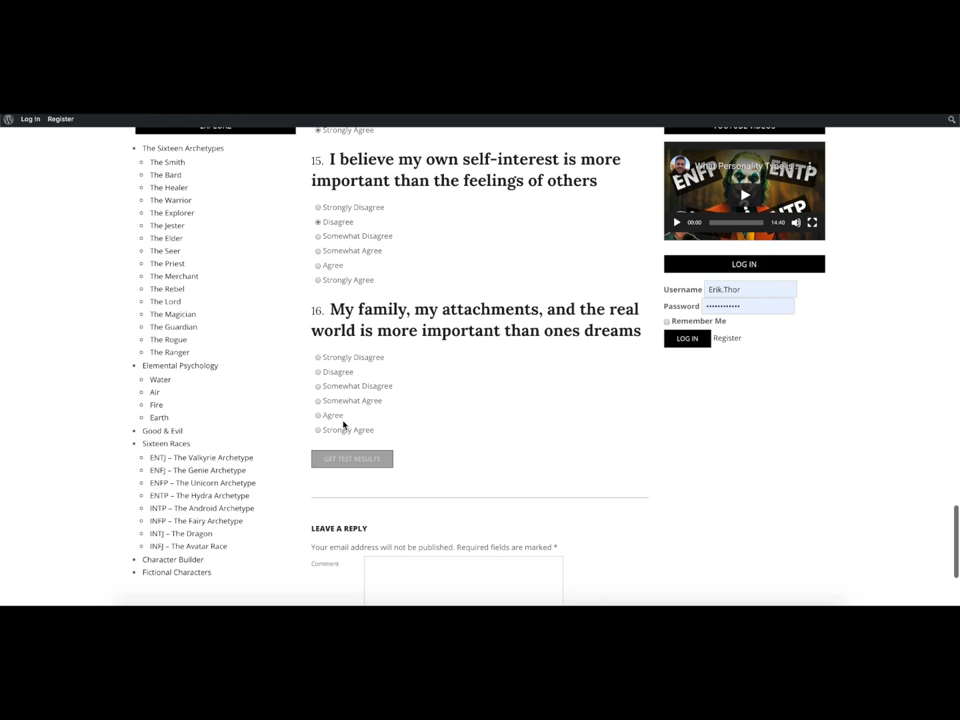 Log In Register
EXPLORE
The Sixteen Archetypes
The Smith
The Bard
The Healer
The Warrior
The Explorer
The Jester
The Elder
The Seer
The Priest
The Merchant
The Rebel
The Lord
The Magician
The Guardian
The Rogue
The Ranger
Elemental Psychology
Water
Air
Fire
Earth
Good & Evil
Sixteen Races
ENTJ – The Valkyrie Archetype
ENFJ – The Genie Archetype
ENFP – The Unicorn Archetype
ENTP – The Hydra Archetype
INTP – The Android Archetype
INFP – The Fairy Archetype
INTJ – The Dragon
INFJ – The Avatar Race
Character Builder
Fictional Characters
Strongly Agree
15. I believe my own self-interest is more
important than the feelings of others
Strongly Disagree
Disagree
Somewhat Disagree
Somewhat Agree
Agree
Strongly Agree
16. My family, my attachments, and the real
world is more important than ones dreams
Strongly Disagree
Disagree
Somewhat Disagree
Somewhat Agree
Agree
Strongly Agree
GET TEST RESULTS
LEAVE A REPLY
Your email address will not be published. Required fields are marked *
Comment
YOUTUBE VIDEOS
What Personality Type is
ENFP
ENTP
00:00
14:40
LOG IN
Username Erik.Thor
Password ••••••••••••
Remember Me
LOG IN Register